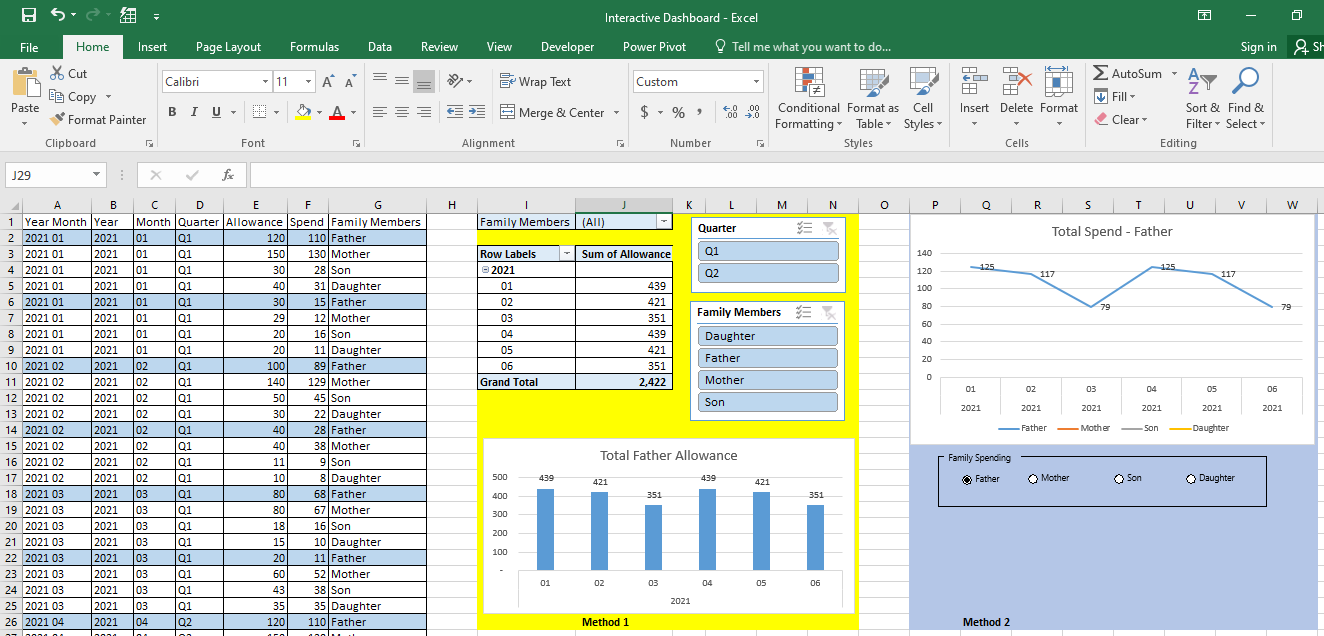 Interactive Dashboard - Excel
File Home Insert Page Layout Formulas Data Review View Developer Power Pivot Tell me what you want to do... Sign in Sh
Paste
Cut
Copy
Format Painter
Clipboard
Calibri 11
B I U
Font
Wrap Text
Merge & Center
Alignment
Custom
$ % ,
Number
Conditional Formatting
Format as Table
Cell Styles
Styles
Insert Delete Format
Cells
AutoSum
Fill
Clear
Sort & Filter
Find & Select
Editing
J29 fx
A B C D E F G H I J K L M N O P Q R S T U V W
1 Year Month Year Month Quarter Allowance Spend Family Members
2 2021 01 2021 01 Q1 120 110 Father
3 2021 01 2021 01 Q1 150 130 Mother
4 2021 01 2021 01 Q1 30 28 Son
5 2021 01 2021 01 Q1 40 31 Daughter
6 2021 01 2021 01 Q1 30 15 Father
7 2021 01 2021 01 Q1 29 12 Mother
8 2021 01 2021 01 Q1 20 16 Son
9 2021 01 2021 01 Q1 20 11 Daughter
10 2021 02 2021 02 Q1 100 89 Father
11 2021 02 2021 02 Q1 140 129 Mother
12 2021 02 2021 02 Q1 50 45 Son
13 2021 02 2021 02 Q1 30 22 Daughter
14 2021 02 2021 02 Q1 40 28 Father
15 2021 02 2021 02 Q1 40 38 Mother
16 2021 02 2021 02 Q1 11 9 Son
17 2021 02 2021 02 Q1 10 8 Daughter
18 2021 03 2021 03 Q1 80 68 Father
19 2021 03 2021 03 Q1 80 67 Mother
20 2021 03 2021 03 Q1 18 16 Son
21 2021 03 2021 03 Q1 15 10 Daughter
22 2021 03 2021 03 Q1 20 11 Father
23 2021 03 2021 03 Q1 60 52 Mother
24 2021 03 2021 03 Q1 43 38 Son
25 2021 03 2021 03 Q1 35 35 Daughter
26 2021 04 2021 04 Q2 120 110 Father
Family Members (All)
Row Labels Sum of Allowance
2021
01 439
02 421
03 351
04 439
05 421
06 351
Grand Total 2,422
Quarter
Q1
Q2
Family Members
Daughter
Father
Mother
Son
Total Father Allowance
500
400
300
200
100
-
439 421 351 439 421 351
01 02 03 04 05 06
2021
Method 1
Total Spend - Father
140
120
100
80
60
40
20
0
125 117 79 125 117 79
01 02 03 04 05 06
2021 2021 2021 2021 2021 2021
Father Mother Son Daughter
Family Spending
Father Mother Son Daughter
Method 2